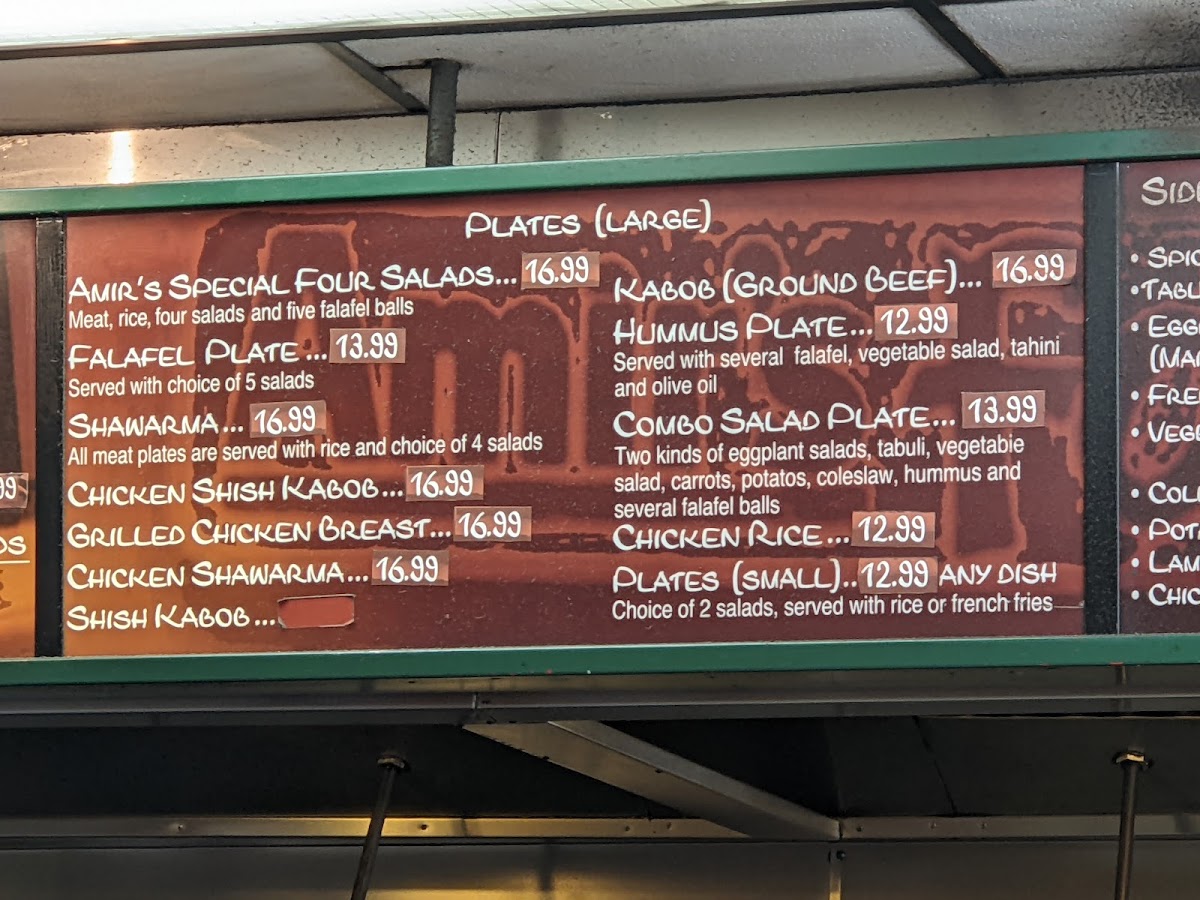 PLATES (LARGE)
AMIR'S SPECIAL FOUR SALADS... 16.99
Meat, rice, four salads and five falafel balls
FALAFEL PLATE... 13.99
Served with choice of 5 salads
SHAWARMA... 16.99
All meat plates are served with rice and choice of 4 salads
CHICKEN SHISH KABOB... 16.99
GRILLED CHICKEN BREAST... 16.99
CHICKEN SHAWARMA... 16.99
SHISH KABOB...
KABOB (GROUND BEEF)... 16.99
HUMMUS PLATE... 12.99
Served with several falafel, vegetable salad, tahini
and olive oil
COMBO SALAD PLATE... 13.99
Two kinds of eggplant salads, tabuli, vegetable
salad, carrots, potatos, coleslaw, hummus and
several falafel balls
CHICKEN RICE... 12.99
PLATES (SMALL).. 12.99 ANY DISH
Choice of 2 salads, served with rice or french fries